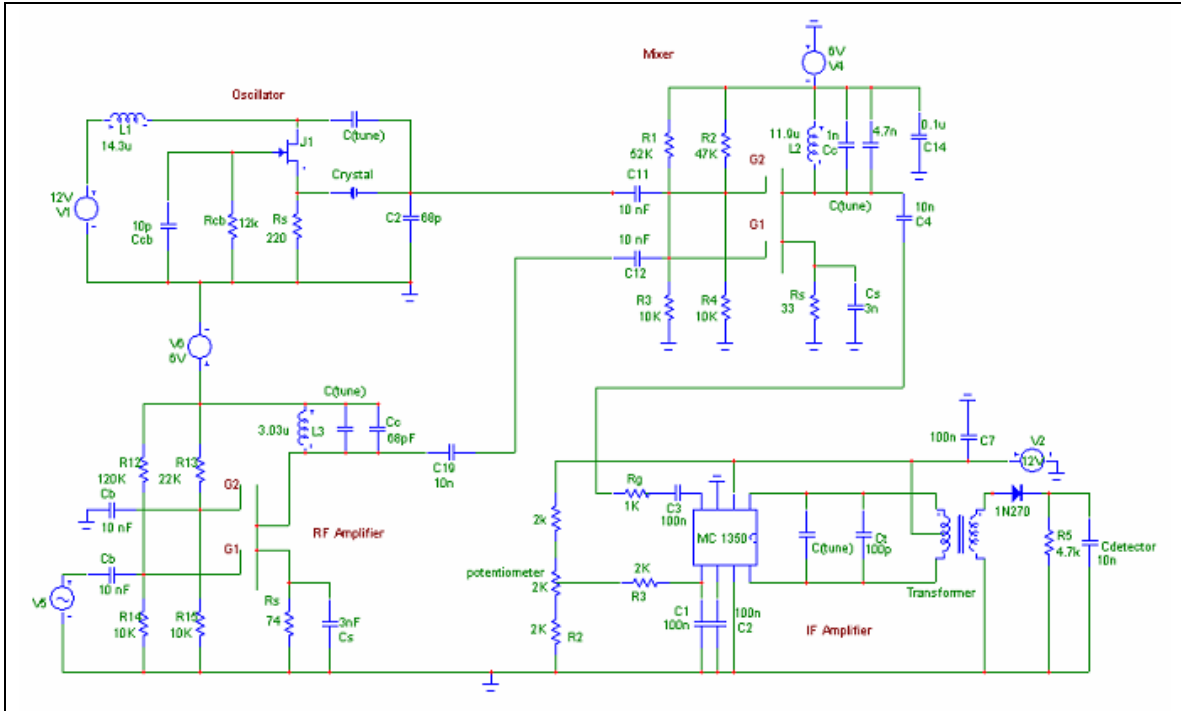 Oscillator
L1
14.3u
C(tune)
J1
12V
V1
Crystal
10p
Ccb
Rcb
12k
Rs
220
C2
68p
Mixer
6V
V4
R1
52K
R2
47K
11.9u
L2
1n
Cc
4.7n
0.1u
C14
G2
G1
C(tune)
10n
C4
C11
10 nF
10 nF
C12
R3
10K
R4
10K
Rs
33
Cs
3n
V6
6V
C(tune)
3.03u
L3
Cc
68pF
C19
10n
R12
120K
R13
22K
Cb
10 nF
G2
G1
RF Amplifier
Cb
10 nF
V5
R14
10K
R15
10K
Rs
74
3nF
Cs
100n
C7
V2
12V
2k
Rg
1K
C3
100n
MC 1350
C(tune)
Ct
100p
1N270
R5
4.7k
Cdetector
10n
Transformer
potentiometer
2K
2K
R3
2K
R2
C1
100n
100n
C2
IF Amplifier